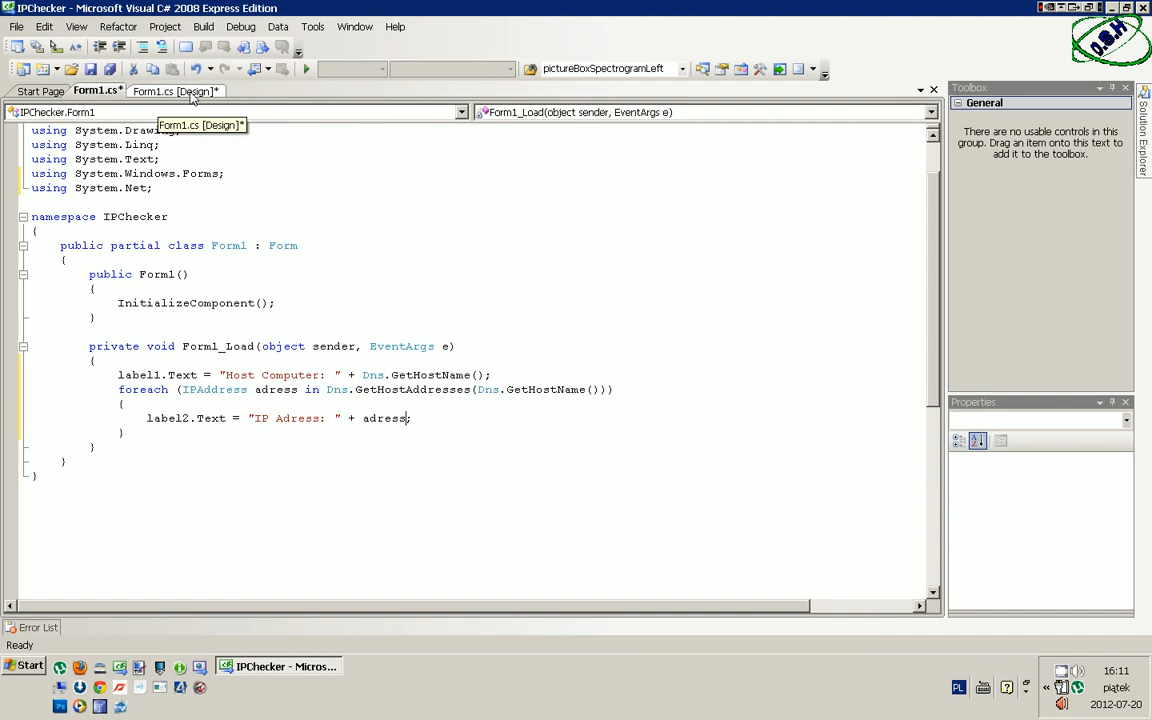 IPChecker - Microsoft Visual C# 2008 Express Edition
File Edit View Refactor Project Build Debug Data Tools Window Help
D.B.H
pictureBoxSpectrogramLeft
Start Page Form1.cs* Form1.cs [Design]*
Toolbox
IPChecker.Form1 Form1_Load(object sender, EventArgs e)
General
Form1.cs [Design]*
There are no usable controls in this
group. Drag an item onto this text to
add it to the toolbox.
Solution Explorer
using System.Drawing;
using System.Linq;
using System.Text;
using System.Windows.Forms;
using System.Net;
namespace IPChecker
{
public partial class Form1 : Form
{
public Form1()
{
InitializeComponent();
}
private void Form1_Load(object sender, EventArgs e)
{
label1.Text = "Host Computer: " + Dns.GetHostName();
foreach (IPAddress adress in Dns.GetHostAddresses(Dns.GetHostName()))
{
label2.Text = "IP Adress: " + adress;
}
}
}
}
Properties
Error List
Ready
Start
IPChecker - Micros...
PL
16:11
piątek
2012-07-20